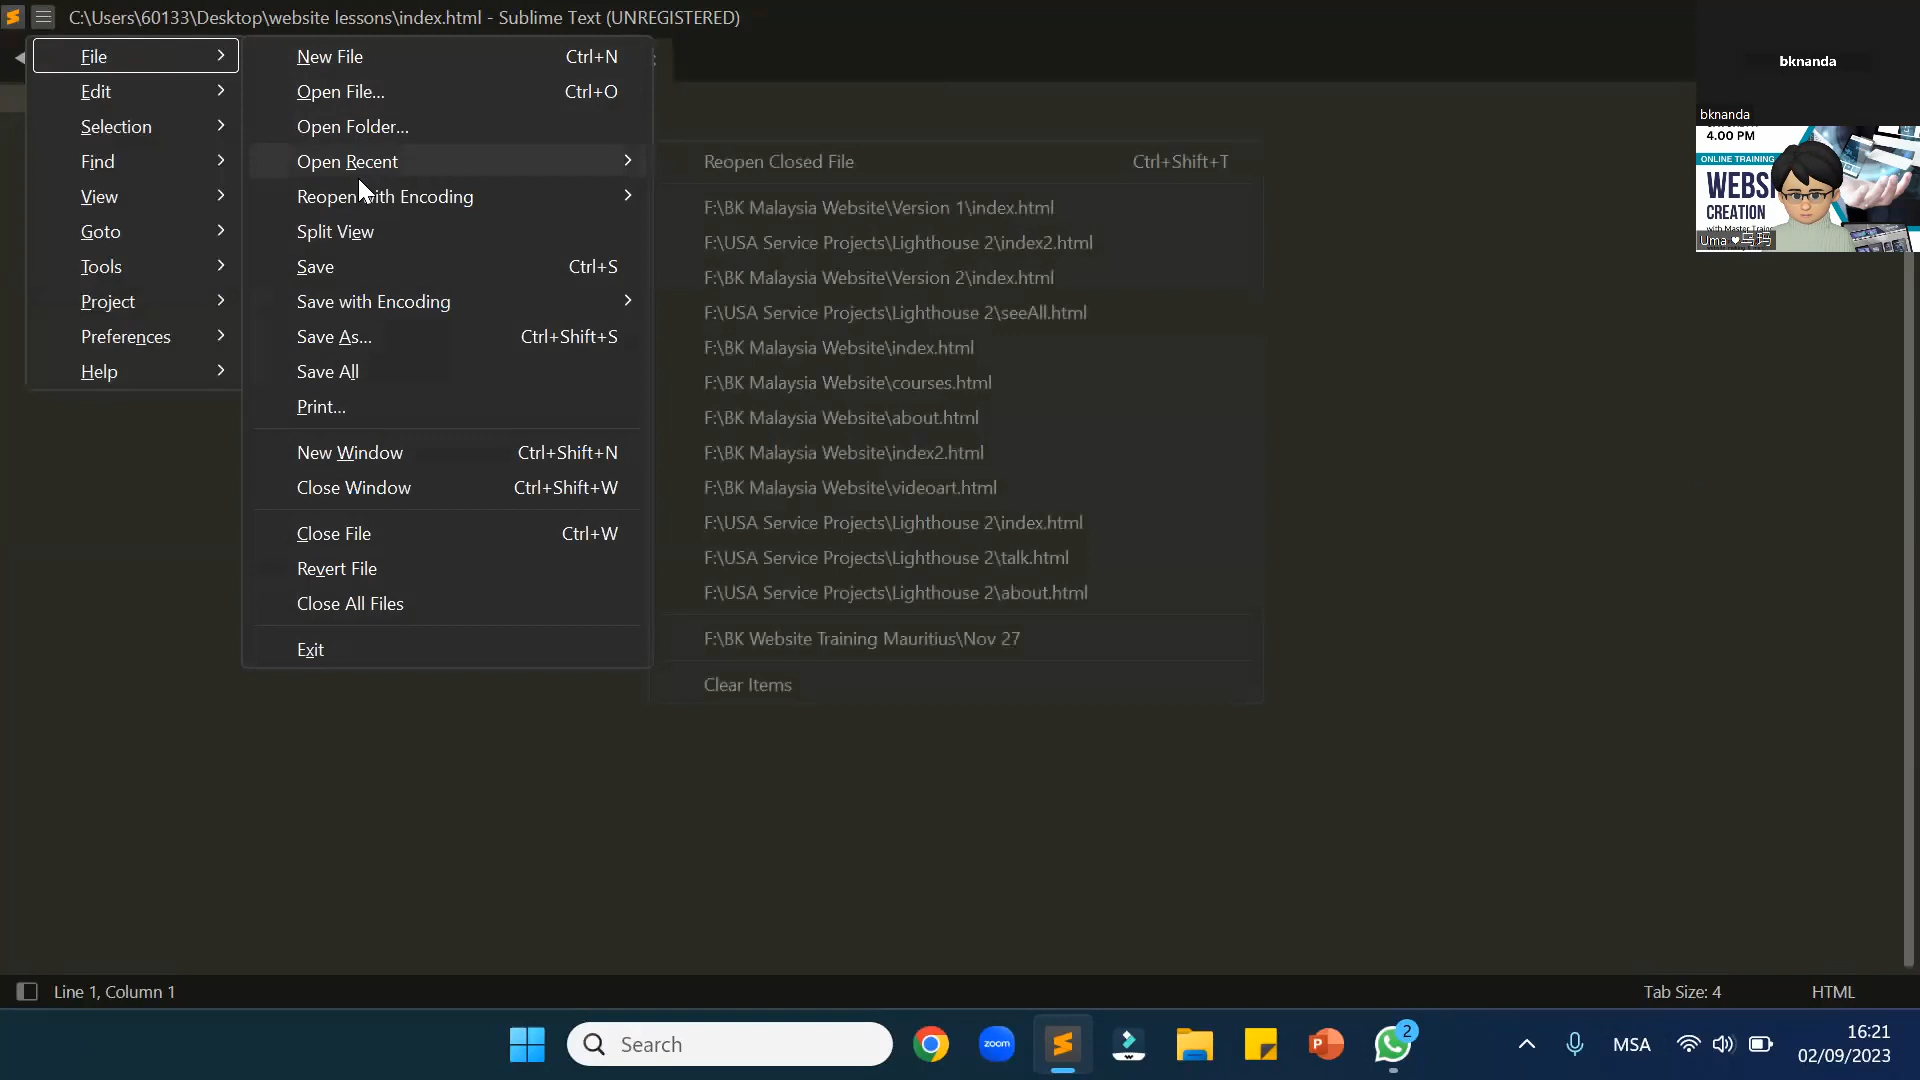 C:\Users\60133\Desktop\website lessons\index.html - Sublime Text (UNREGISTERED)
File
Edit
Selection
Find
View
Goto
Tools
Project
Preferences
Help
New File Ctrl+N
Open File... Ctrl+O
Open Folder...
Open Recent
Reopen with Encoding
Split View
Save Ctrl+S
Save with Encoding
Save As... Ctrl+Shift+S
Save All
Print...
New Window Ctrl+Shift+N
Close Window Ctrl+Shift+W
Close File Ctrl+W
Revert File
Close All Files
Exit
Reopen Closed File Ctrl+Shift+T
F:\BK Malaysia Website\Version 1\index.html
F:\USA Service Projects\Lighthouse 2\index2.html
F:\BK Malaysia Website\Version 2\index.html
F:\USA Service Projects\Lighthouse 2\seeAll.html
F:\BK Malaysia Website\index.html
F:\BK Malaysia Website\courses.html
F:\BK Malaysia Website\about.html
F:\BK Malaysia Website\index2.html
F:\BK Malaysia Website\videoart.html
F:\USA Service Projects\Lighthouse 2\index.html
F:\USA Service Projects\Lighthouse 2\talk.html
F:\USA Service Projects\Lighthouse 2\about.html
F:\BK Website Training Mauritius\Nov 27
Clear Items
bknanda
bknanda
4.00 PM
ONLINE TRAINING
WEBSI
CREATION
with Master
Uma ♥乌玛
Line 1, Column 1
Tab Size: 4
HTML
Search
zoom
2
MSA
16:21
02/09/2023